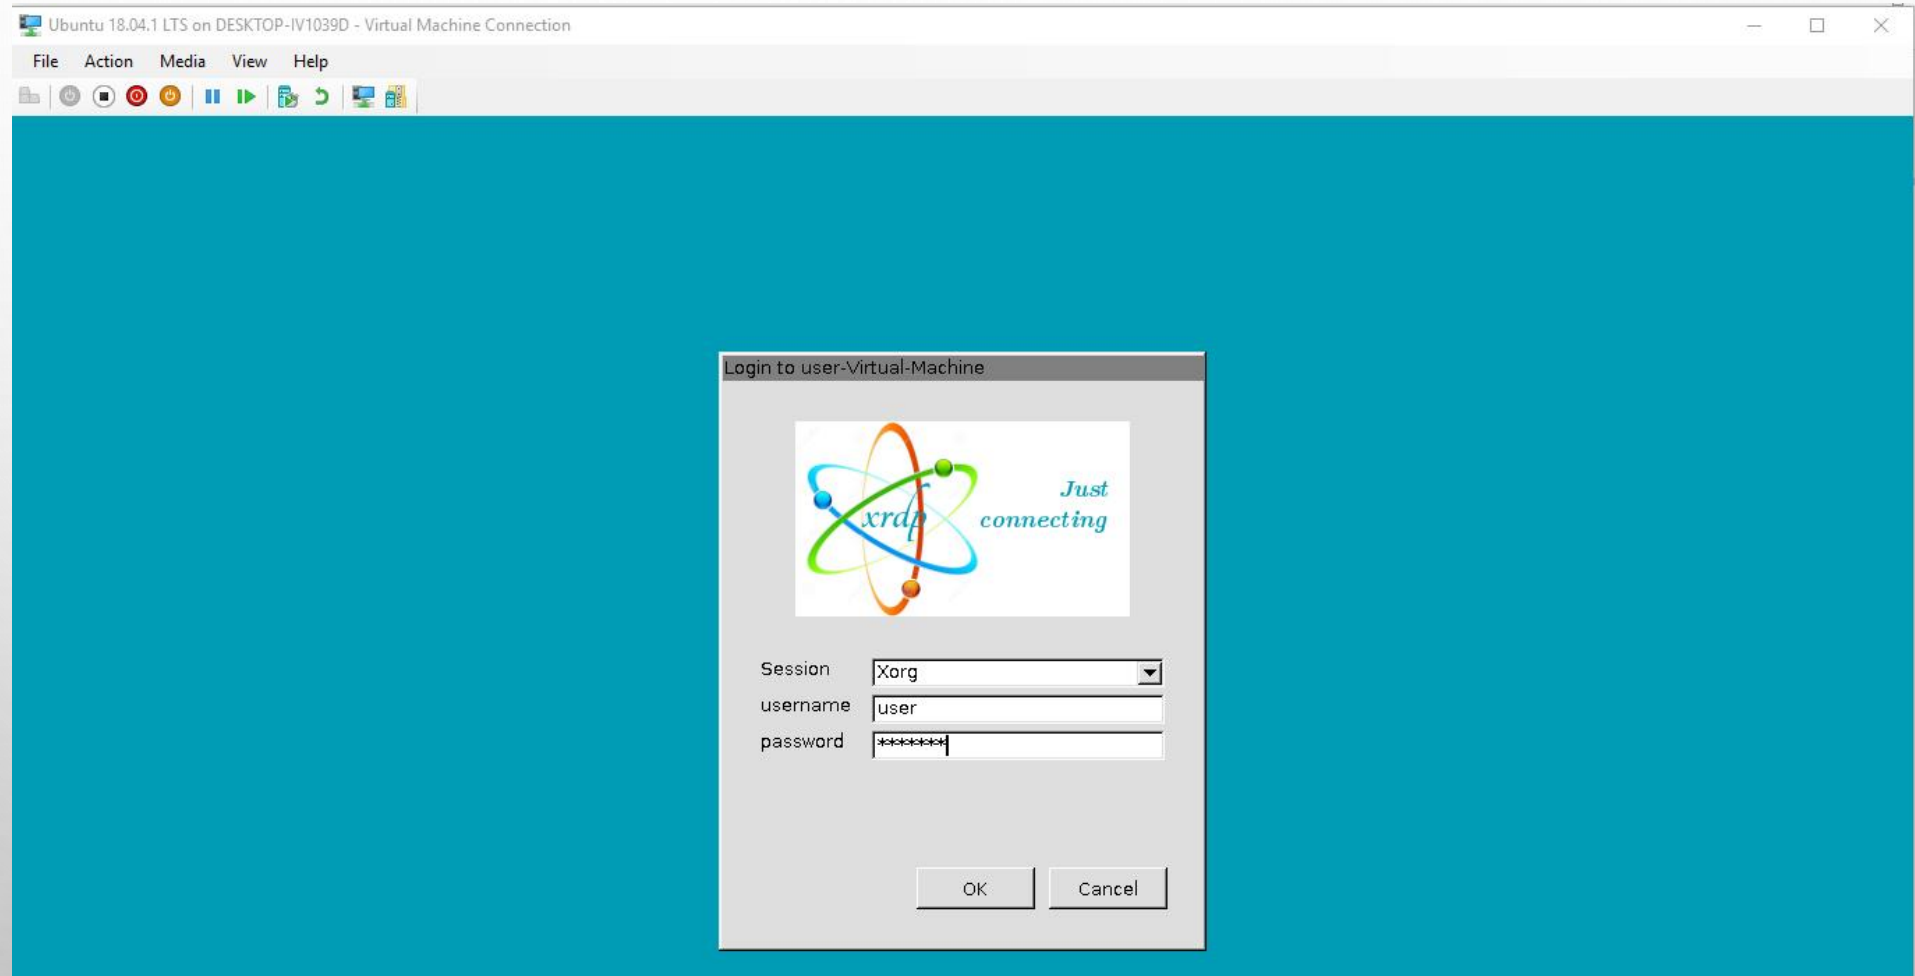 Ubuntu 18.04.1 LTS on DESKTOP-IV1039D - Virtual Machine Connection
File Action Media View Help
Login to user-Virtual-Machine
xrdp
Just
connecting
Session Xorg
username user
password *******
OK Cancel